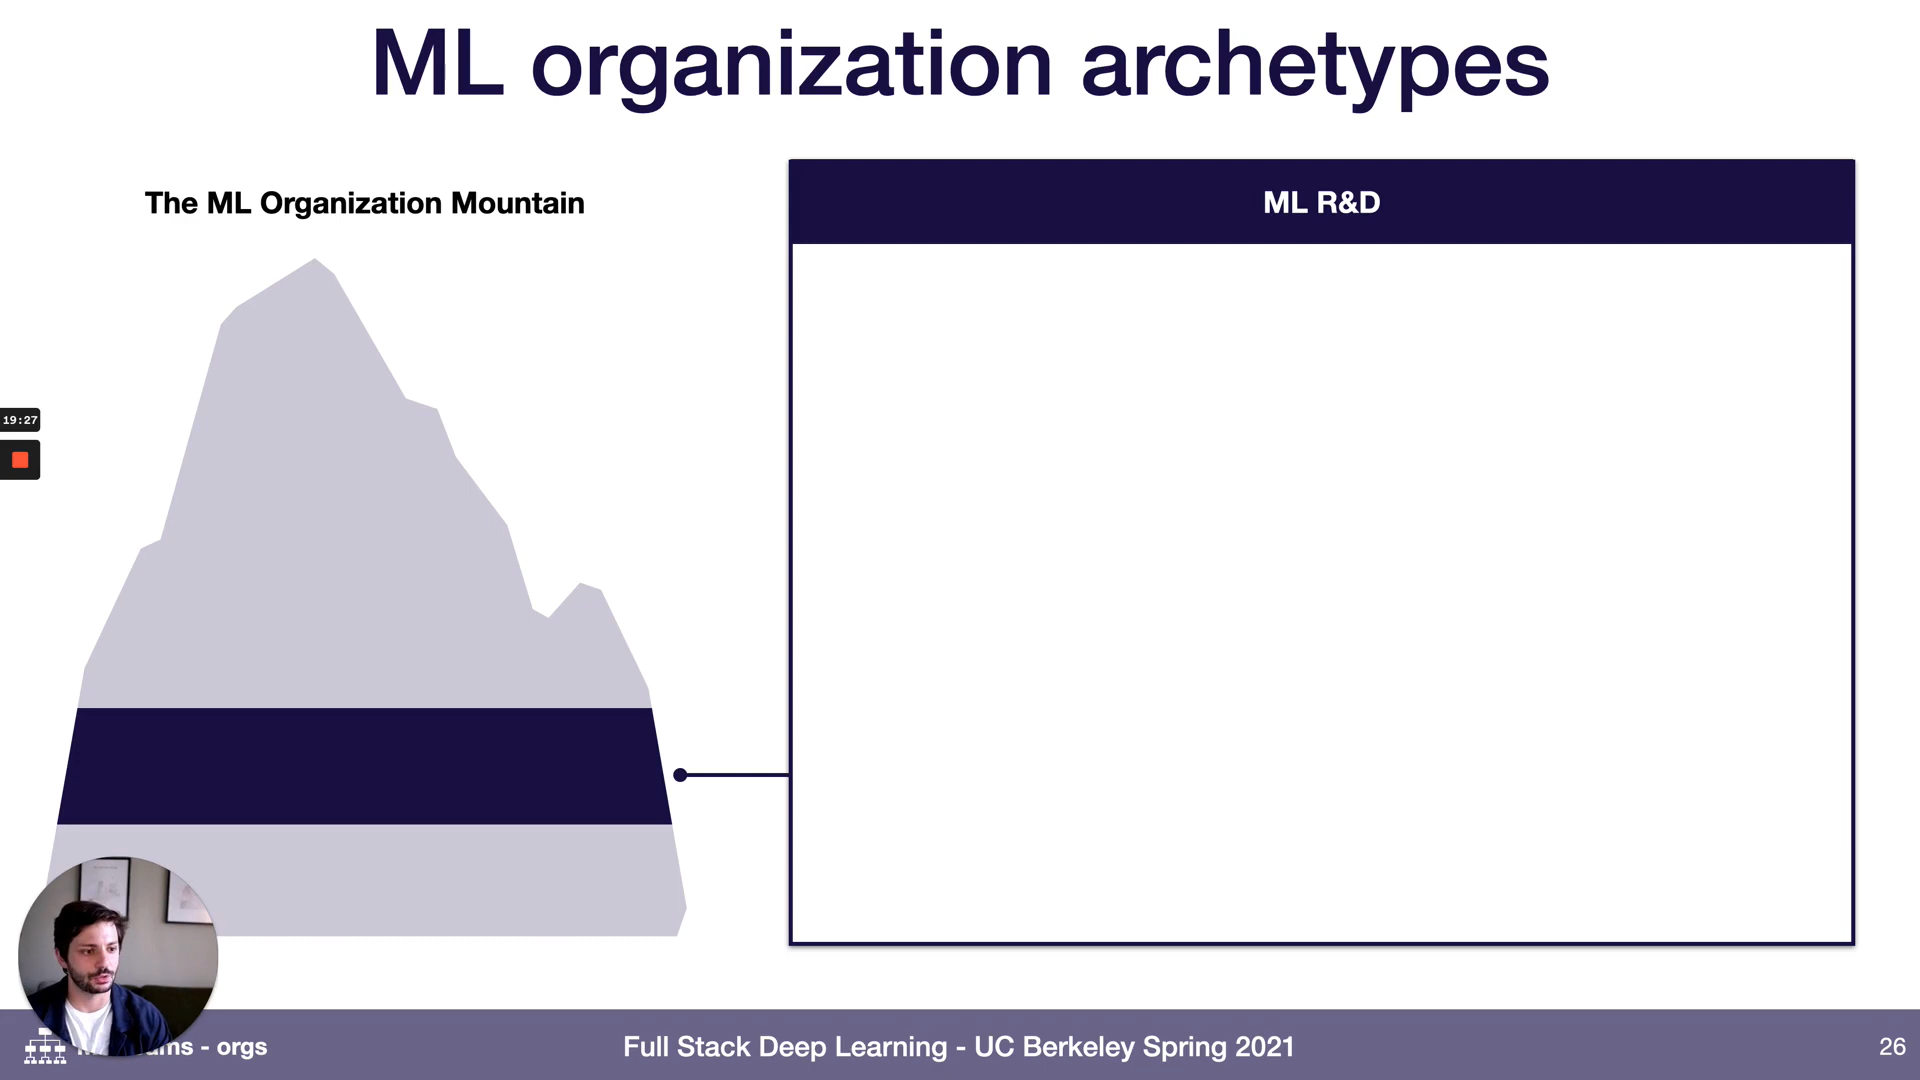 ML organization archetypes
The ML Organization Mountain
ML R&D
19:27
- orgs
Full Stack Deep Learning - UC Berkeley Spring 2021
26